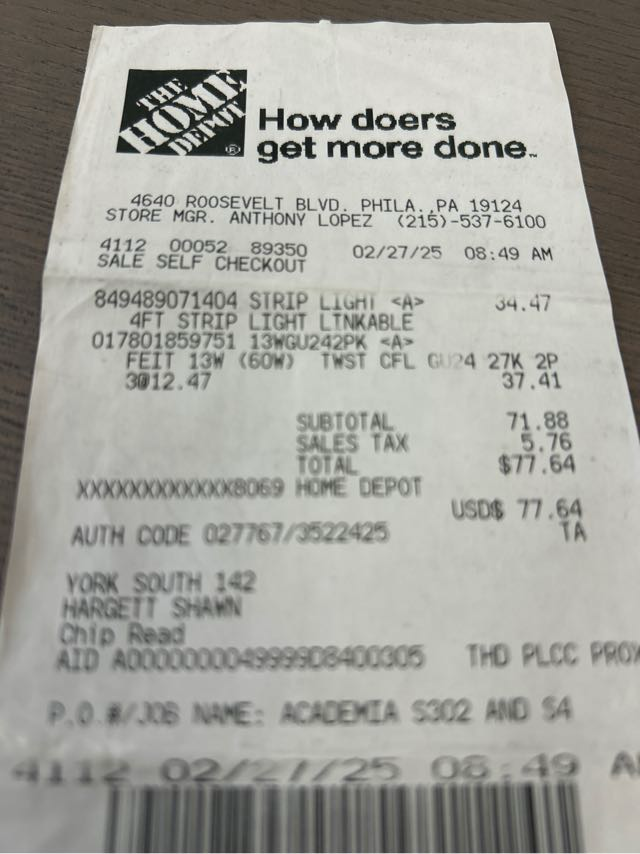 THE HOME DEPOT ®
How doers
get more done.™
4640 ROOSEVELT BLVD. PHILA.,PA 19124
STORE MGR. ANTHONY LOPEZ (215)-537-6100
4112 00052 89350 02/27/25 08:49 AM
SALE SELF CHECKOUT
849489071404 STRIP LIGHT <A> 34.47
4FT STRIP LIGHT LINKABLE
017801859751 13WGU242PK <A>
FEIT 13W (60W) TWST CFL GU24 27K 2P
3@12.47 37.41
SUBTOTAL 71.88
SALES TAX 5.76
TOTAL $77.64
XXXXXXXXXXXX8069 HOME DEPOT
USD$ 77.64
AUTH CODE 027767/3522425 TA
YORK SOUTH 142
HARGETT SHAWN
Chip Read
AID A0000000049999D8400305 THD PLCC PROX
P.O.#/JOB NAME: ACADEMIA S302 AND S4
4112 02/27/25 08:49